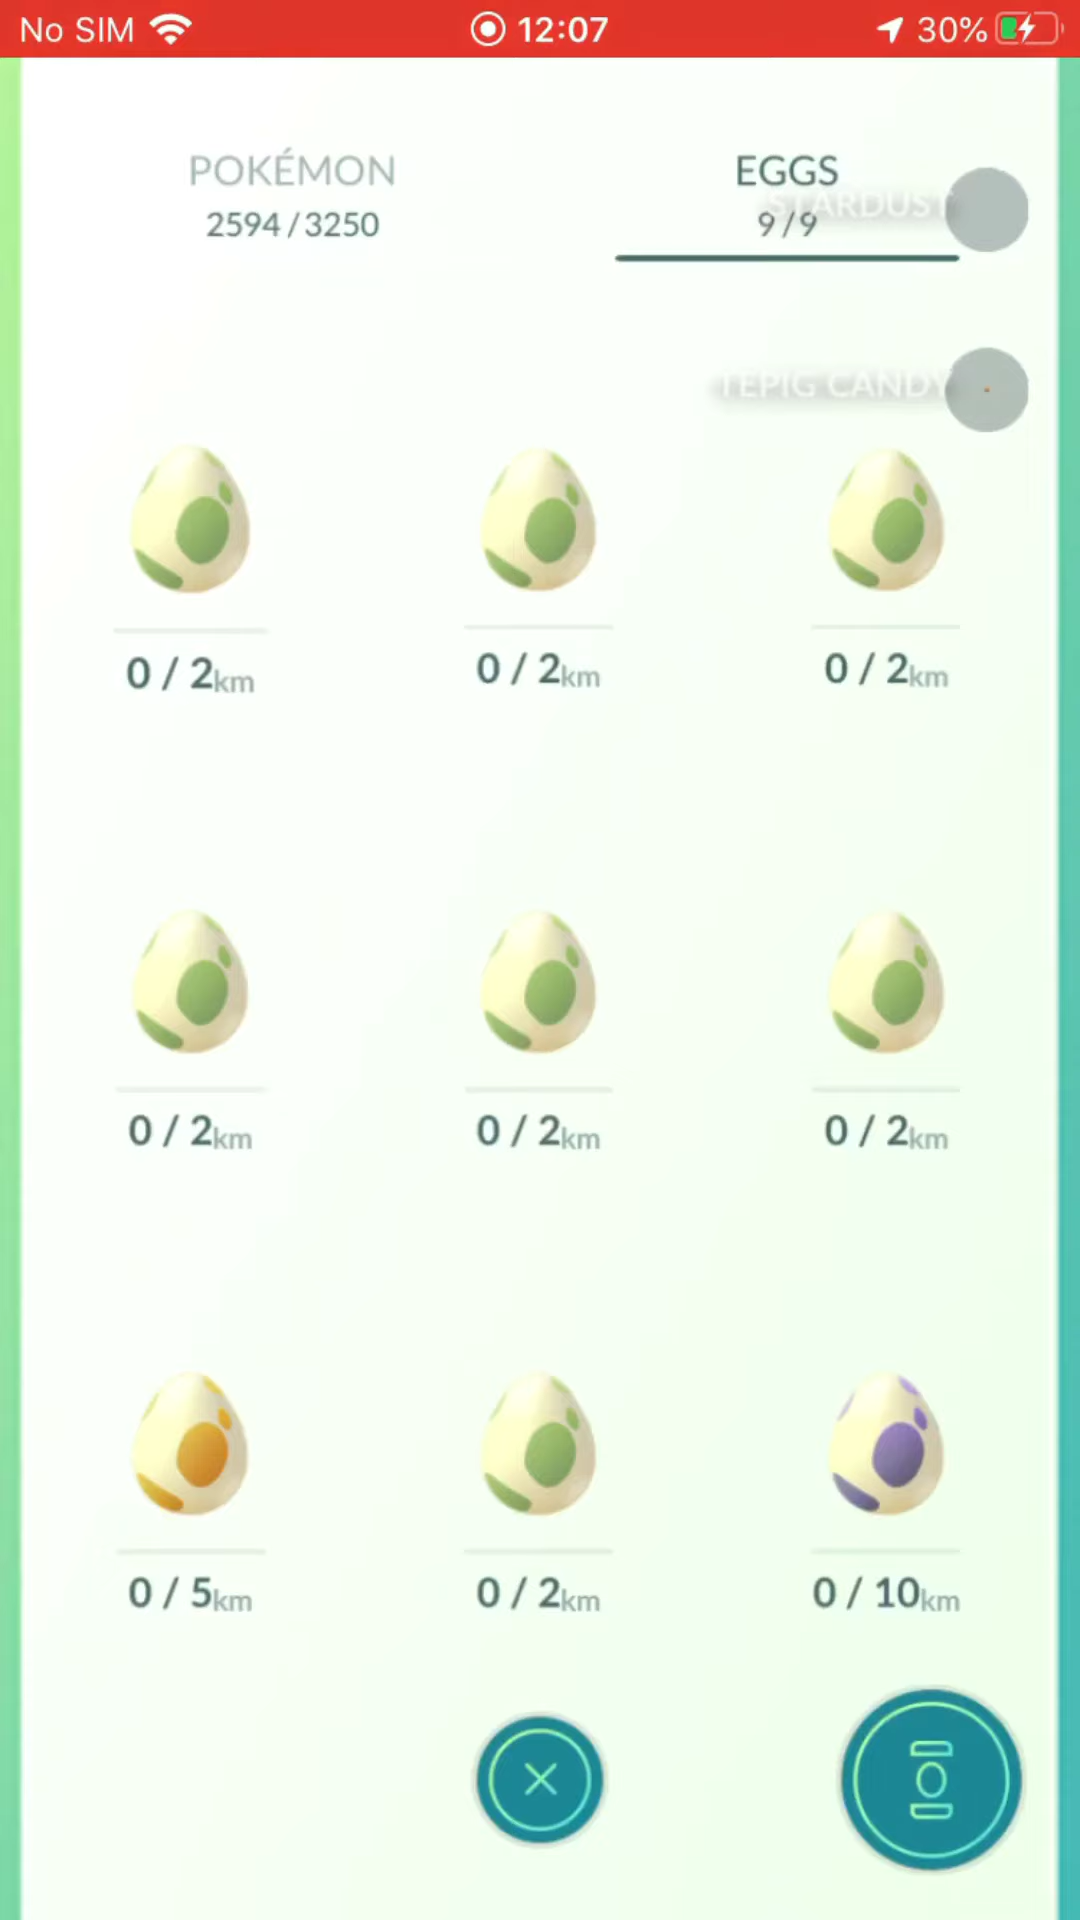 No SIM 12:07 30%
POKÉMON EGGS
STARDUST
2594/3250 9/9
TEPIG CANDY
0 / 2km 0 / 2km 0 / 2km
0 / 2km 0 / 2km 0 / 2km
0 / 5km 0 / 2km 0 / 10km